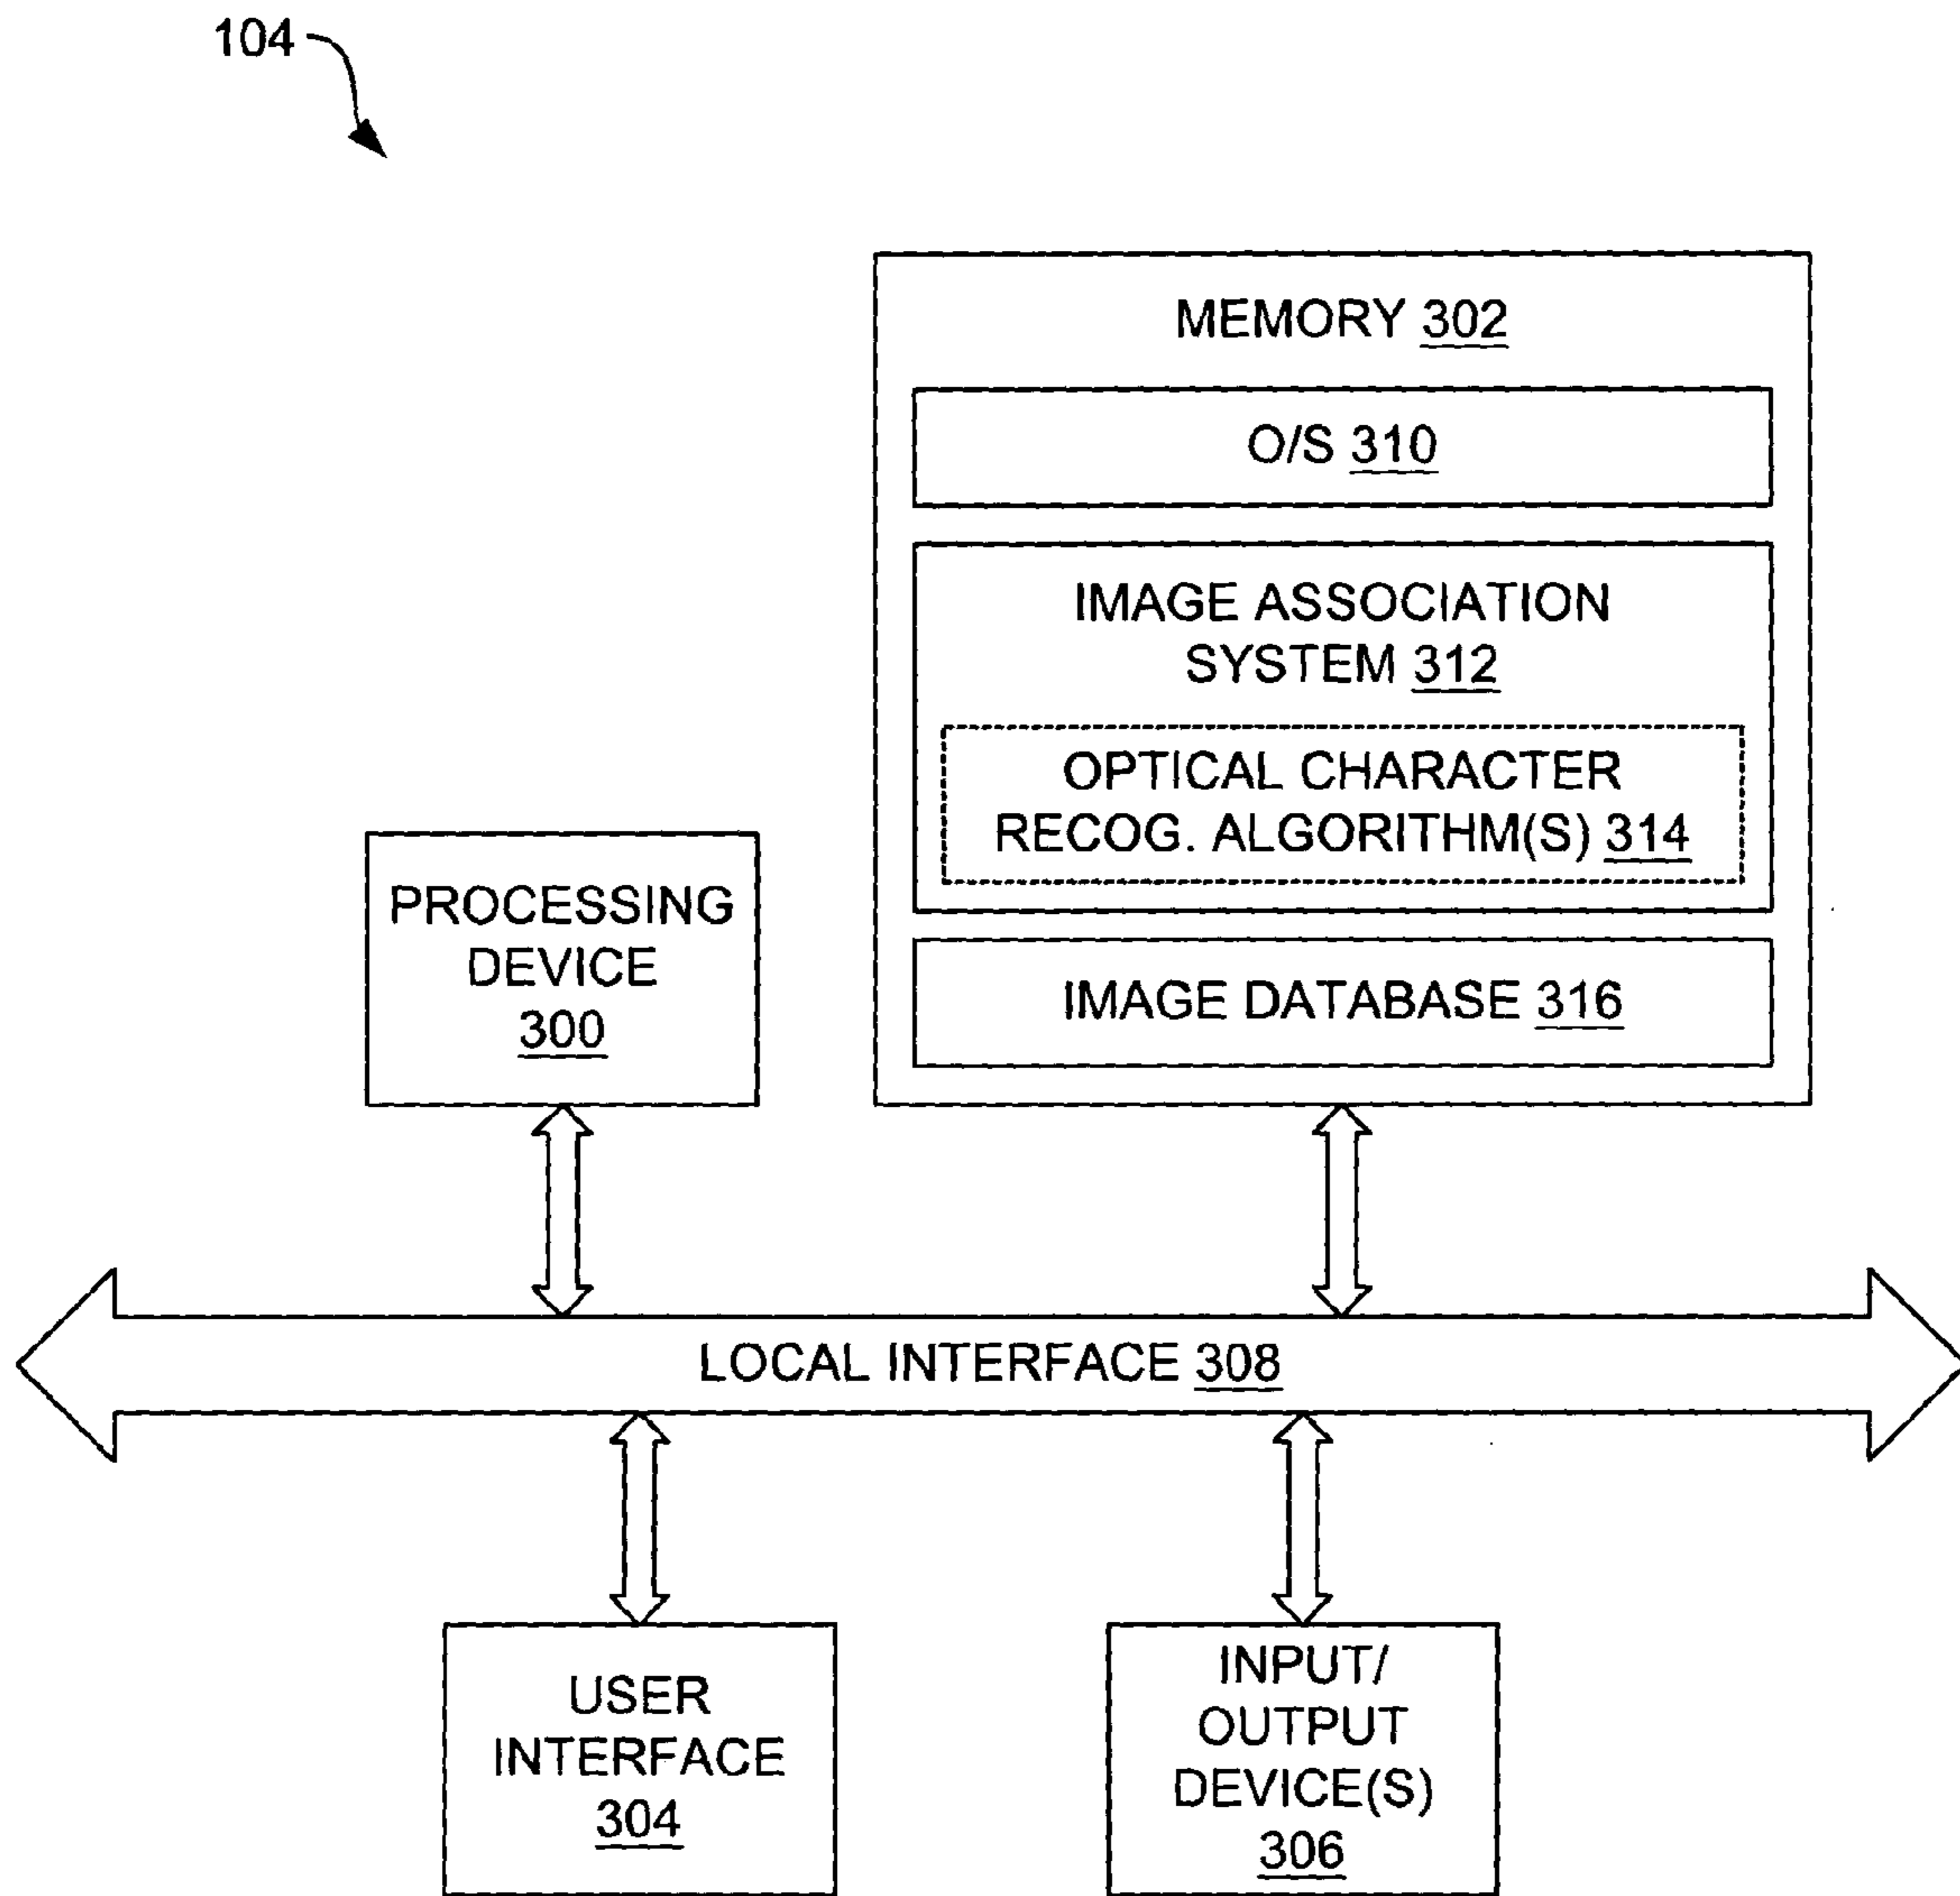 104
MEMORY 302
O/S 310
IMAGE ASSOCIATION
SYSTEM 312
OPTICAL CHARACTER
RECOG. ALGORITHM(S) 314
IMAGE DATABASE 316
PROCESSING
DEVICE
300
LOCAL INTERFACE 308
USER
INTERFACE
304
INPUT/
OUTPUT
DEVICE(S)
306